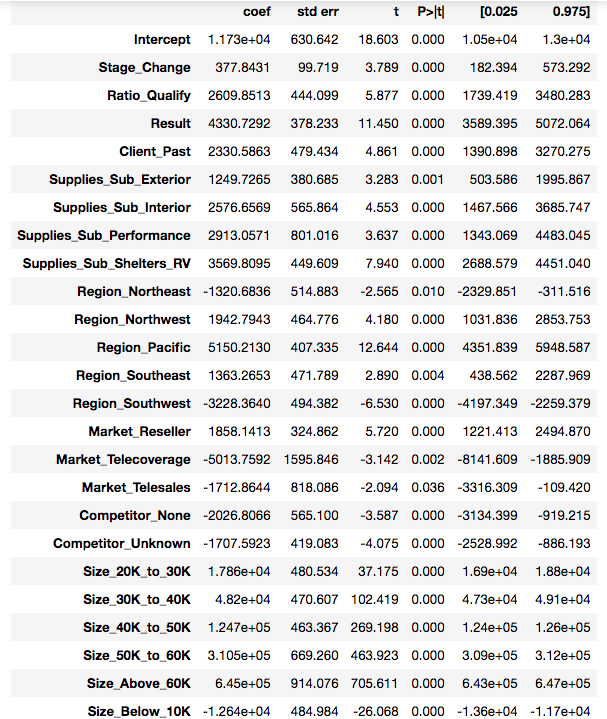 coef std err t P>|t| [0.025 0.975]
Intercept 1.173e+04 630.642 18.603 0.000 1.05e+04 1.3e+04
Stage_Change 377.8431 99.719 3.789 0.000 182.394 573.292
Ratio_Qualify 2609.8513 444.099 5.877 0.000 1739.419 3480.283
Result 4330.7292 378.233 11.450 0.000 3589.395 5072.064
Client_Past 2330.5863 479.434 4.861 0.000 1390.898 3270.275
Supplies_Sub_Exterior 1249.7265 380.685 3.283 0.001 503.586 1995.867
Supplies_Sub_Interior 2576.6569 565.864 4.553 0.000 1467.566 3685.747
Supplies_Sub_Performance 2913.0571 801.016 3.637 0.000 1343.069 4483.045
Supplies_Sub_Shelters_RV 3569.8095 449.609 7.940 0.000 2688.579 4451.040
Region_Northeast -1320.6836 514.883 -2.565 0.010 -2329.851 -311.516
Region_Northwest 1942.7943 464.776 4.180 0.000 1031.836 2853.753
Region_Pacific 5150.2130 407.335 12.644 0.000 4351.839 5948.587
Region_Southeast 1363.2653 471.789 2.890 0.004 438.562 2287.969
Region_Southwest -3228.3640 494.382 -6.530 0.000 -4197.349 -2259.379
Market_Reseller 1858.1413 324.862 5.720 0.000 1221.413 2494.870
Market_Telecoverage -5013.7592 1595.846 -3.142 0.002 -8141.609 -1885.909
Market_Telesales -1712.8644 818.086 -2.094 0.036 -3316.309 -109.420
Competitor_None -2026.8066 565.100 -3.587 0.000 -3134.399 -919.215
Competitor_Unknown -1707.5923 419.083 -4.075 0.000 -2528.992 -886.193
Size_20K_to_30K 1.786e+04 480.534 37.175 0.000 1.69e+04 1.88e+04
Size_30K_to_40K 4.82e+04 470.607 102.419 0.000 4.73e+04 4.91e+04
Size_40K_to_50K 1.247e+05 463.367 269.198 0.000 1.24e+05 1.26e+05
Size_50K_to_60K 3.105e+05 669.260 463.923 0.000 3.09e+05 3.12e+05
Size_Above_60K 6.45e+05 914.076 705.611 0.000 6.43e+05 6.47e+05
Size_Below_10K -1.264e+04 484.984 -26.068 0.000 -1.36e+04 -1.17e+04